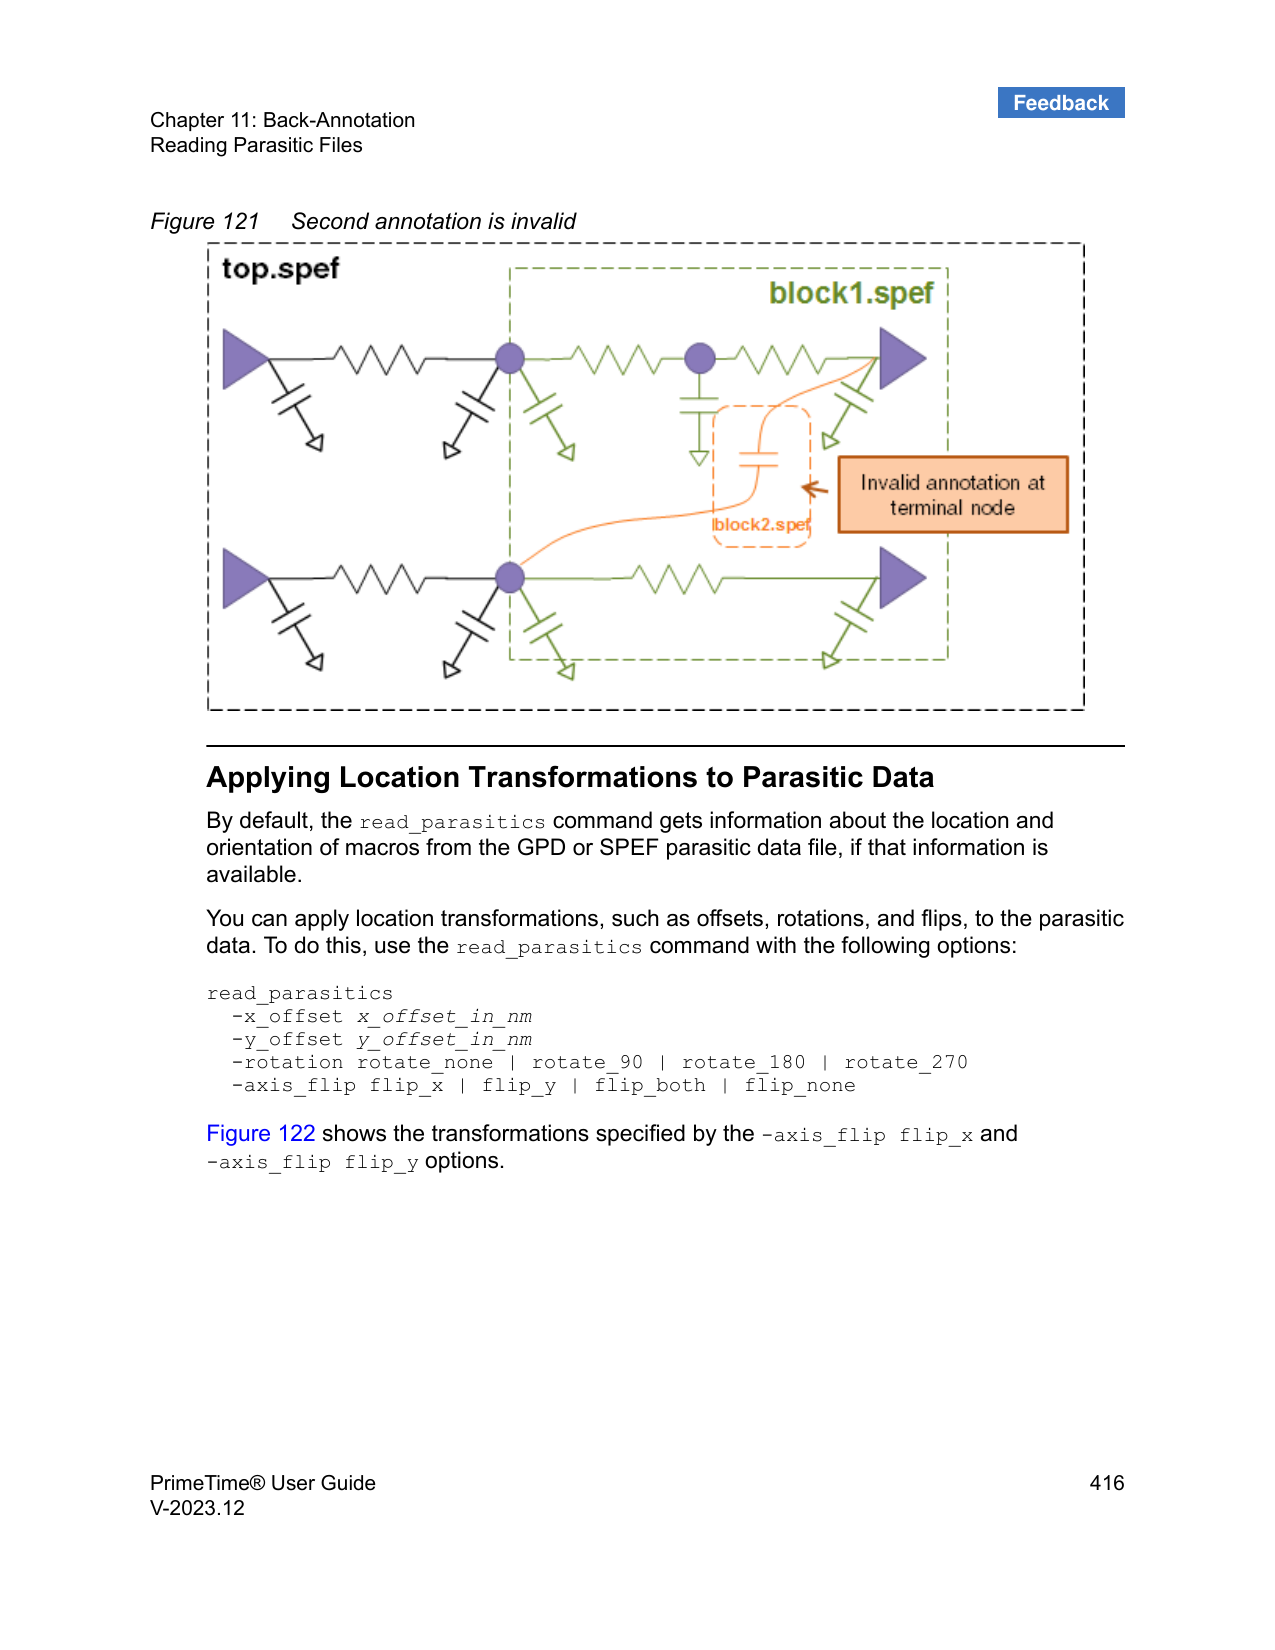 Feedback
Chapter 11: Back-Annotation
Reading Parasitic Files
Figure 121 Second annotation is invalid
top.spef
block1.spef
Invalid annotation at
terminal node
block2.spef
Applying Location Transformations to Parasitic Data
By default, the read_parasitics command gets information about the location and
orientation of macros from the GPD or SPEF parasitic data file, if that information is
available.
You can apply location transformations, such as offsets, rotations, and flips, to the parasitic
data. To do this, use the read_parasitics command with the following options:
read_parasitics
-x_offset x_offset_in_nm
-y_offset y_offset_in_nm
-rotation rotate_none | rotate_90 | rotate_180 | rotate_270
-axis_flip flip_x | flip_y | flip_both | flip_none
Figure 122 shows the transformations specified by the -axis_flip flip_x and
-axis_flip flip_y options.
PrimeTime® User Guide
416
V-2023.12